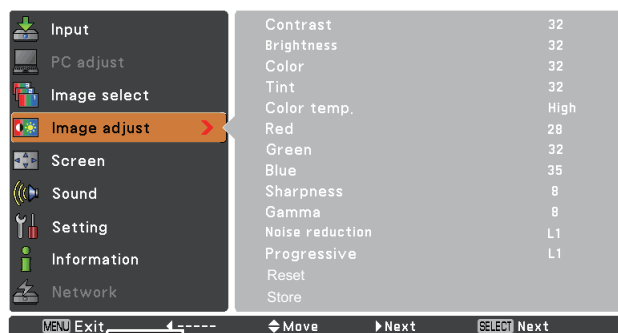 Input
PC adjust
Image select
Image adjust
Screen
Sound
Setting
Information
Network
Contrast 32
Brightness 32
Color 32
Tint 32
Color temp. High
Red 28
Green 32
Blue 35
Sharpness 8
Gamma 8
Noise reduction L1
Progressive L1
Reset
Store
MENU Exit ----- Move Next SELECT Next